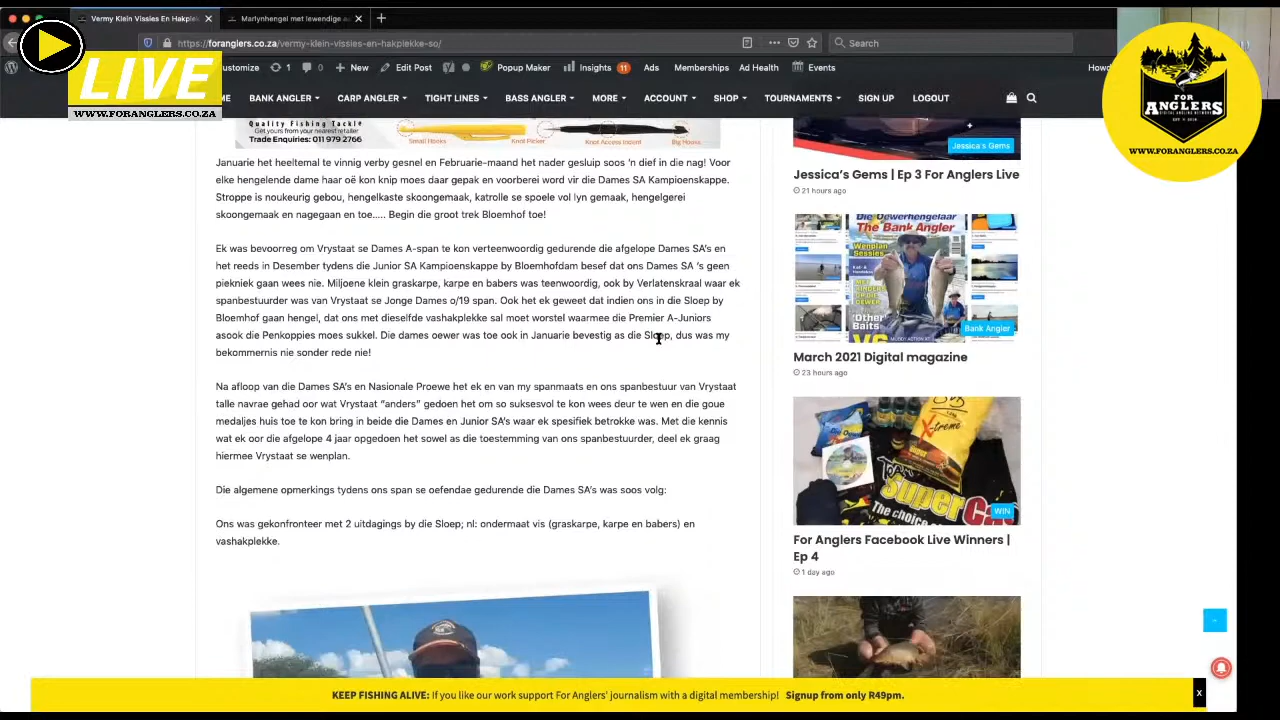 Vermy Klein Vissies En Hakplek
Marlynhengel met lewendige a
https://foranglers.co.za/vermy-klein-vissies-en-hakplekke-so/
Search
LIVE
WWW.FORANGLERS.CO.ZA
ustomize 1 0 New Edit Post Popup Maker Insights 11 Ads Memberships Ad Health Events Howd
ME BANK ANGLER CARP ANGLER TIGHT LIN BASS ANGLER MORE ACCOUNT SHOP TOURNAMENTS SIGN UP LOGOUT
FOR
ANGLERS
DIGITAL ANGLING NETWORK
WWW.FORANGLERS.CO.ZA
Quality Fishing Tackle
Get yours from your nearest retailer
Trade Enquiries: 011 979 2766
Small Hooks
Knot Picker
Knot Access Indent
Big Hooks
Januarie het heeltemal te vinnig verby gesnel en Februarie-maand het nader gesluip soos 'n dief in die nag! Voor
elke hengelende dame haar oë kon knip moes daar gepak en voorberei word vir die Dames SA Kampioenskappe.
Stroppe is noukeurig gebou, hengelkaste skoongemaak, katrolle se spoele vol lyn gemaak, hengelgerei
skoongemaak en nagegaan en toe..... Begin die groot trek Bloemhof toe!
Ek was bevoorreg om Vrystaat se Dames A-span te kon verteenwoordig gedurende die afgelope Dames SA's en
het reeds in Desember tydens die Junior SA Kampioenskappe by Bloemhofdam besef dat ons Dames SA 's geen
piekniek gaan wees nie. Miljoene klein graskarpe, karpe en babers was teenwoordig, ook by Verlatenskraal waar ek
spanbestuurder was van Vrystaat se Jonge Dames o/19 span. Ook het ek geweet dat indien ons in die Sloep by
Bloemhof gaan hengel, dat ons met dieselfde vashakplekke sal moet worstel waarmee die Premier A-Juniors
asook die Penkoppies moes sukkel. Die dames oewer was toe ook in Januarie bevestig as die Sloep, dus was my
bekommernis nie sonder rede nie!
Na afloop van die Dames SA's en Nasionale Proewe het ek en van my spanmaats en ons spanbestuur van Vrystaat
talle navrae gehad oor wat Vrystaat "anders" gedoen het om so suksesvol te kon wees deur te wen en die goue
medaljes huis toe te kon bring in beide die Dames en Junior SA's waar ek spesifiek betrokke was. Met die kennis
wat ek oor die afgelope 4 jaar opgedoen het sowel as die toestemming van ons spanbestuurder, deel ek graag
hiermee Vrystaat se wenplan.
Die algemene opmerkings tydens ons span se oefendae gedurende die Dames SA's was soos volg:
Ons was gekonfronteer met 2 uitdagings by die Sloep; nl: ondermaat vis (graskarpe, karpe en babers) en
vashakplekke.
Jessica's Gems
Jessica's Gems | Ep 3 For Anglers Live
21 hours ago
Die Oewerhengelaar
The Bank Angler
Wenplan
Sessies
'Other
Baits
Bank Angler
March 2021 Digital magazine
23 hours ago
X-treme
Super Cast
The choice of
WIN
For Anglers Facebook Live Winners |
Ep 4
1 day ago
KEEP FISHING ALIVE: If you like our work support For Anglers' journalism with a digital membership! Signup from only R49pm.
X